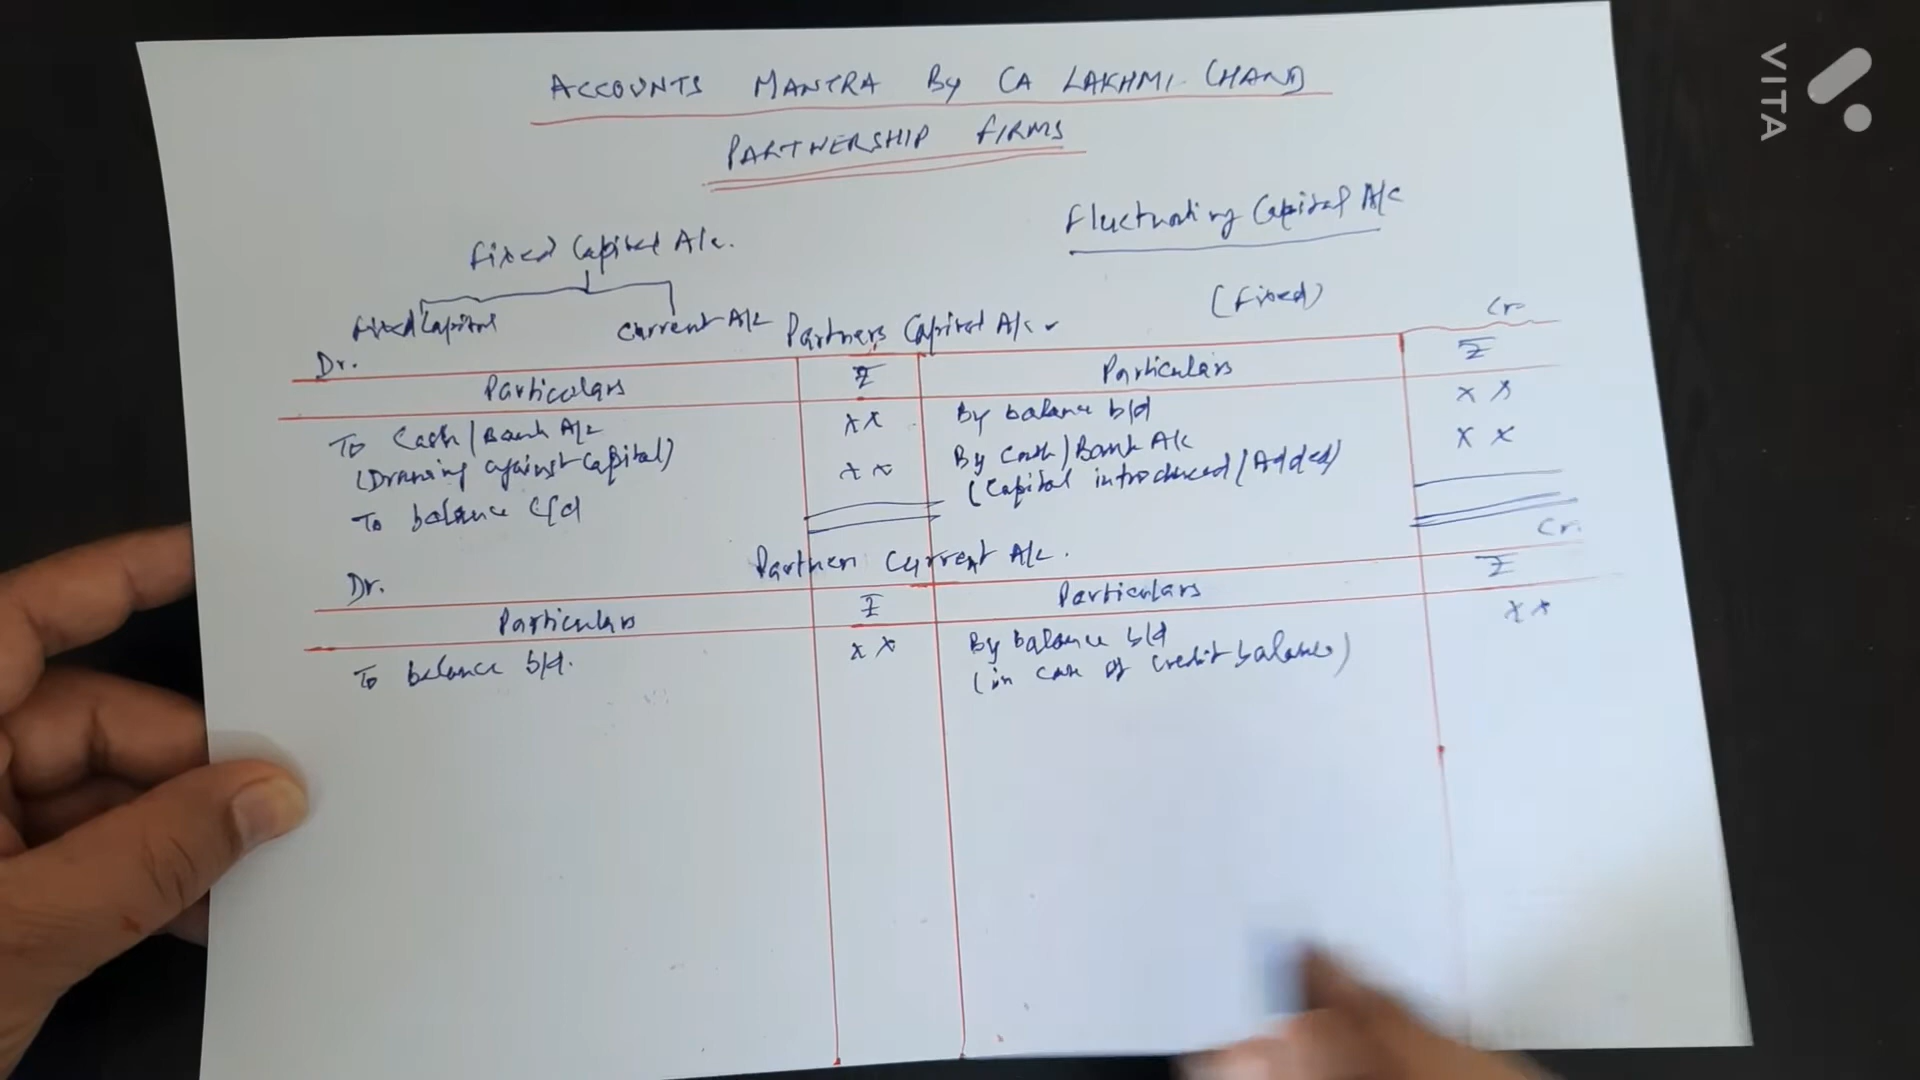 ACCOUNTS MANTRA By CA LAKHMI CHAND
PARTNERSHIP FIRMS
Fixed Capital A/c.
Fluctuating Capital A/c
Fixed Capital
Current A/c
Partners Capital A/c
(Fixed)
Dr.
Cr.
Particulars ₹ Particulars ₹
To Cash/Bank A/c xx By balance b/d xx
(Drawing against Capital) xx By Cash/Bank A/c xx
To balance c/d (Capital introduced/Added)
Dr. Partners Current A/c. Cr.
Particulars ₹ Particulars ₹
To balance b/d. xx By balance b/d xx
(in case of credit balance)
VITA